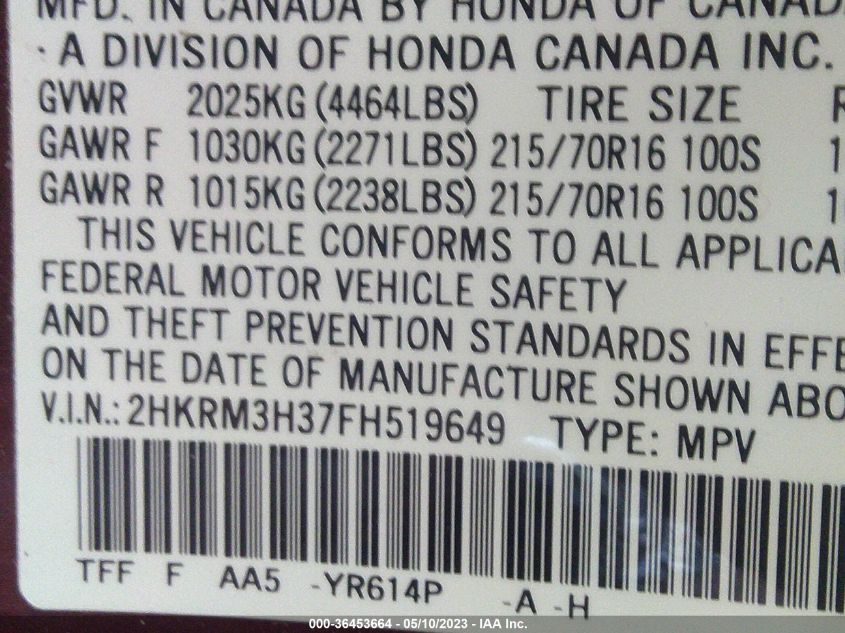 MFD. IN CANADA BY HONDA OF CANADA
· A DIVISION OF HONDA CANADA INC.
GVWR 2025KG (4464LBS) TIRE SIZE R
GAWR F 1030KG (2271LBS) 215/70R16 100S 1
GAWR R 1015KG (2238LBS) 215/70R16 100S 1
THIS VEHICLE CONFORMS TO ALL APPLICA
FEDERAL MOTOR VEHICLE SAFETY
AND THEFT PREVENTION STANDARDS IN EFFE
ON THE DATE OF MANUFACTURE SHOWN ABO
V.I.N.: 2HKRM3H37FH519649 TYPE: MPV
TFF F AA5 -YR614P -A -H
000-36453664 - 05/10/2023 - IAA Inc.